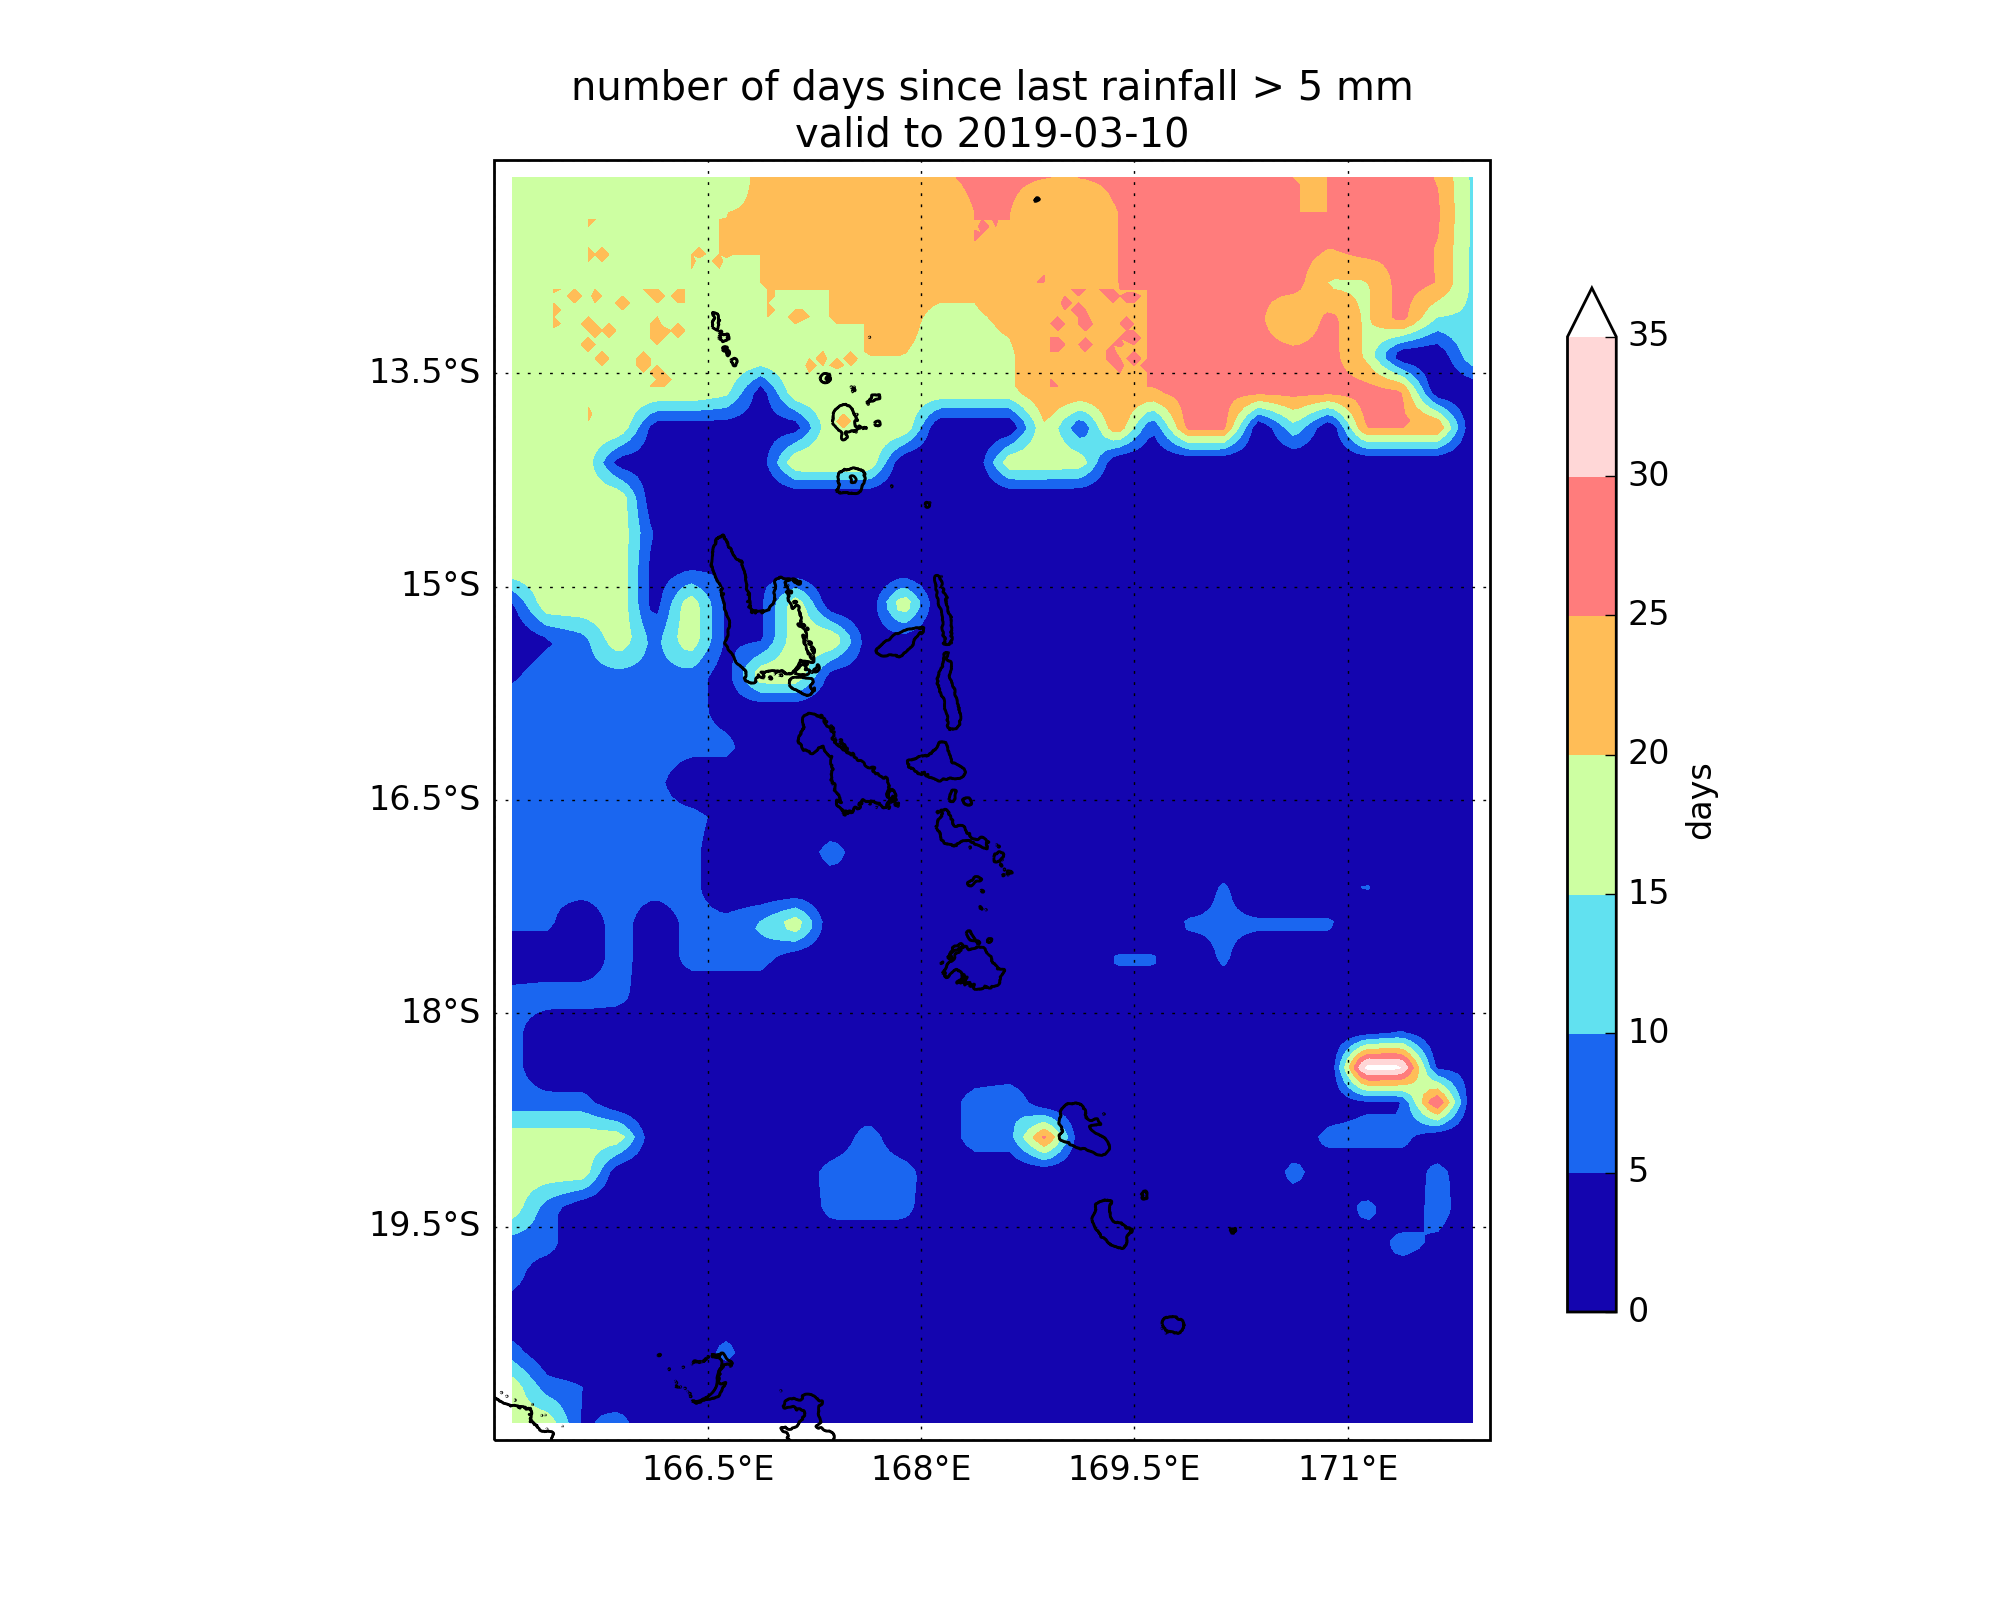 number of days since last rainfall > 5 mm
valid to 2019-03-10
35
13.5°S
30
25
15°S
20
days
16.5°S
15
10
18°S
5
19.5°S
0
166.5°E 168°E 169.5°E 171°E